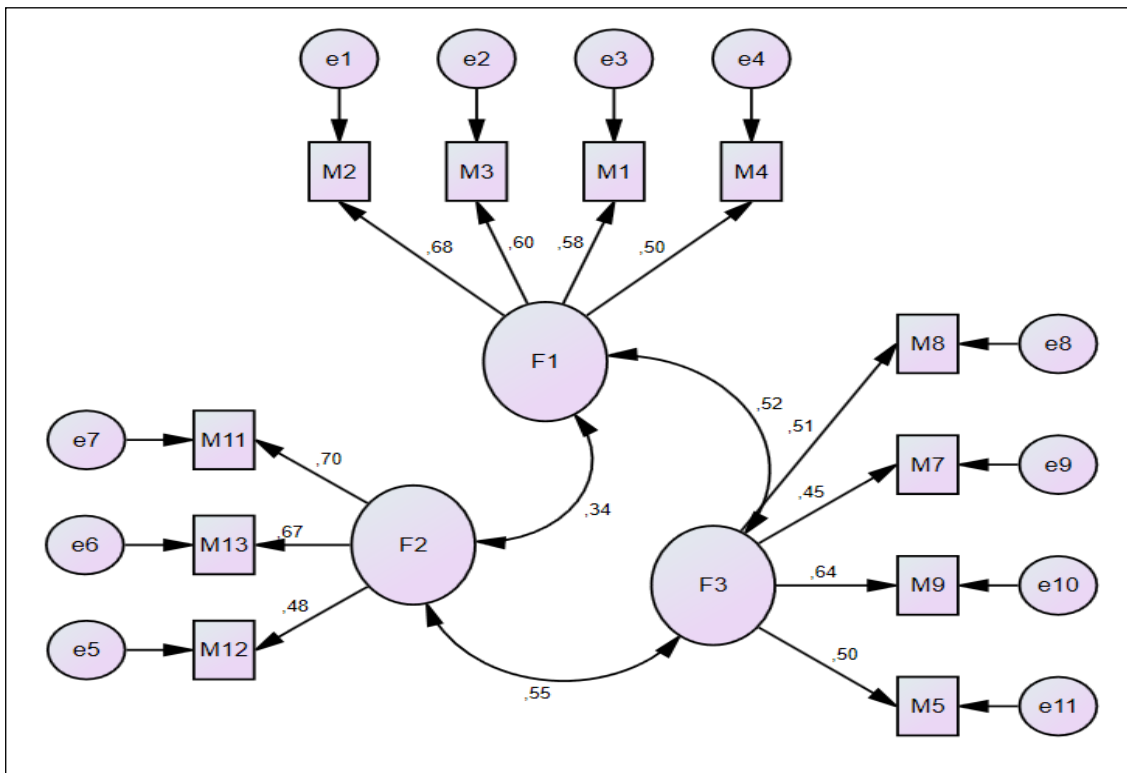 e1 e2 e3 e4
M2 M3 M1 M4
,68 ,60 ,58 ,50
F1
M8 e8
,52
,51
e7 M11
,70
M7 e9
,45
,34
e6 M13 ,67 F2
F3 ,64 M9 e10
,48
e5 M12
,50
,55
M5 e11